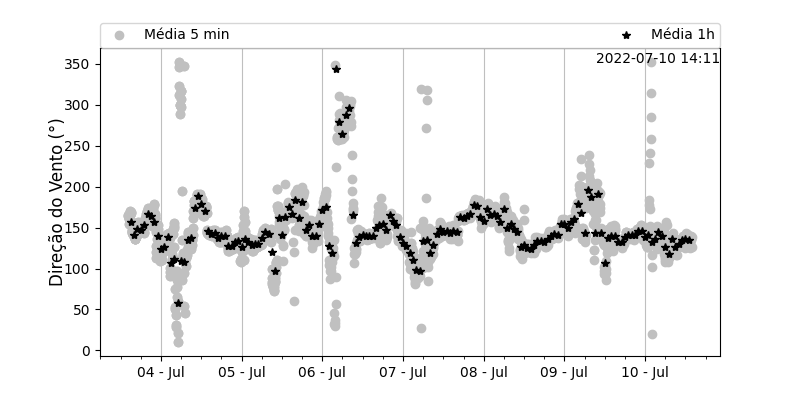 Média 5 min
Média 1h
2022-07-10 14:11
Direção do Vento (°)
350
300
250
200
150
100
50
0
04 - Jul
05 - Jul
06 - Jul
07 - Jul
08 - Jul
09 - Jul
10 - Jul